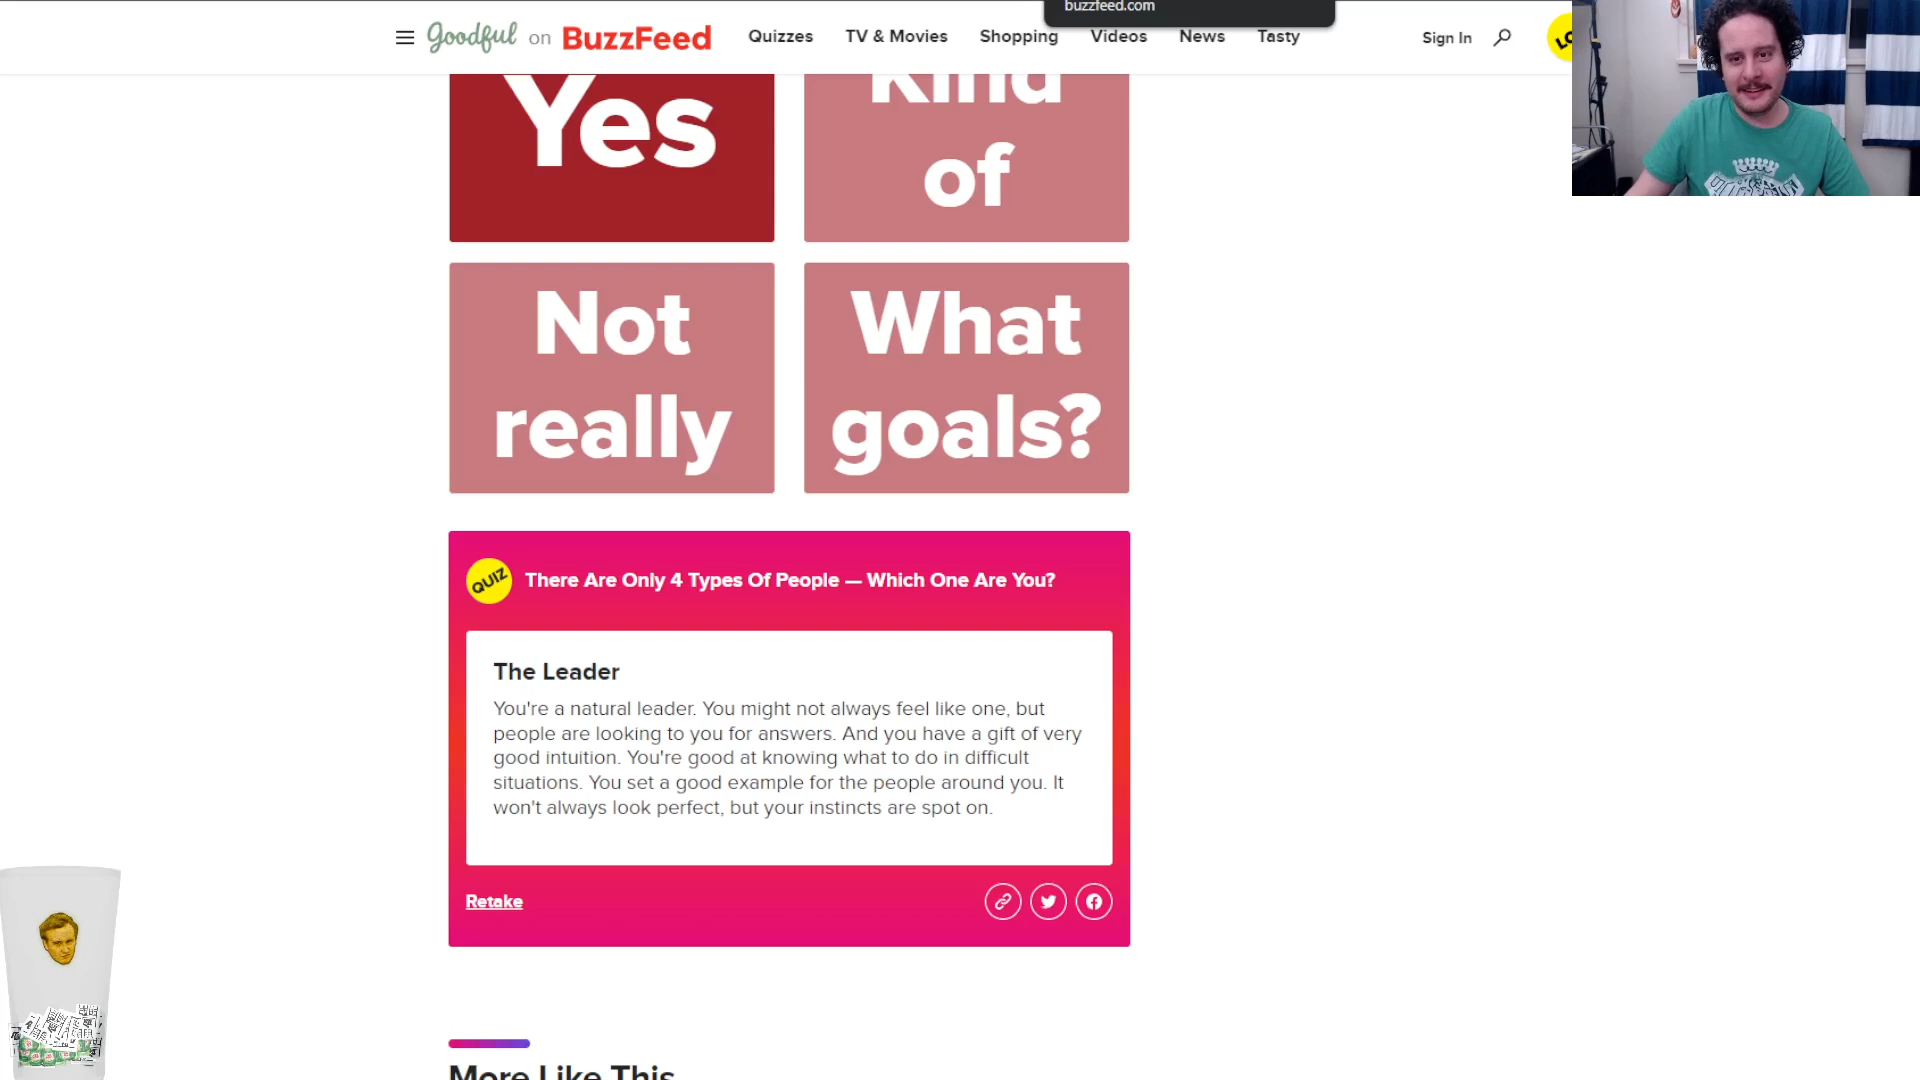 buzzfeed.com
goodful on BuzzFeed Quizzes TV & Movies Shopping Videos News Tasty Sign In
Yes
Kind
of
Not
really
What
goals?
QUIZ There Are Only 4 Types Of People — Which One Are You?
The Leader
You're a natural leader. You might not always feel like one, but
people are looking to you for answers. And you have a gift of very
good intuition. You're good at knowing what to do in difficult
situations. You set a good example for the people around you. It
won't always look perfect, but your instincts are spot on.
Retake
More Like This